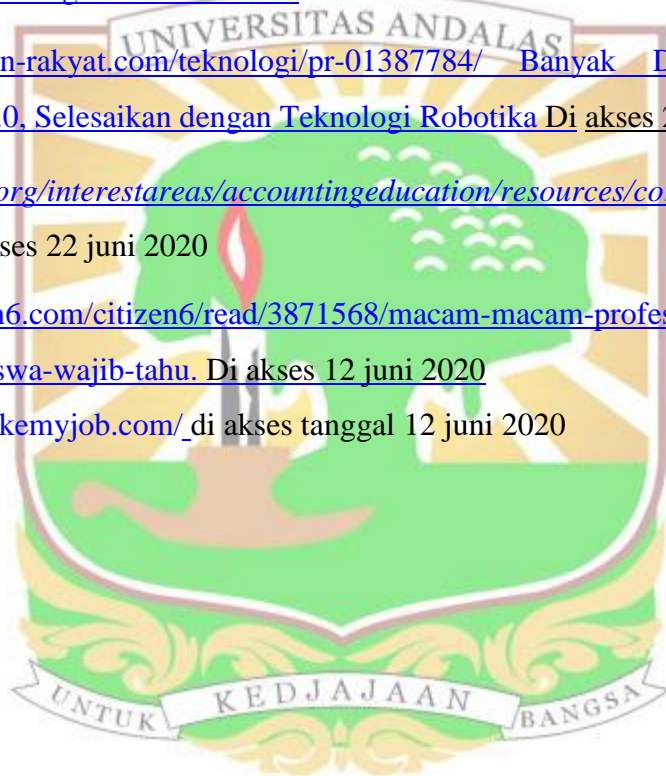 UNIVERSITAS ANDALAS
n-rakyat.com/teknologi/pr-01387784/ Banyak D
0, Selesaikan dengan Teknologi Robotika Di akses
org/interestareas/accountingeducation/resources/co
ses 22 juni 2020
n6.com/citizen6/read/3871568/macam-macam-profes
swa-wajib-tahu. Di akses 12 juni 2020
kemyjob.com/ di akses tanggal 12 juni 2020
UNTUK KEDJAJAAN BANGSA